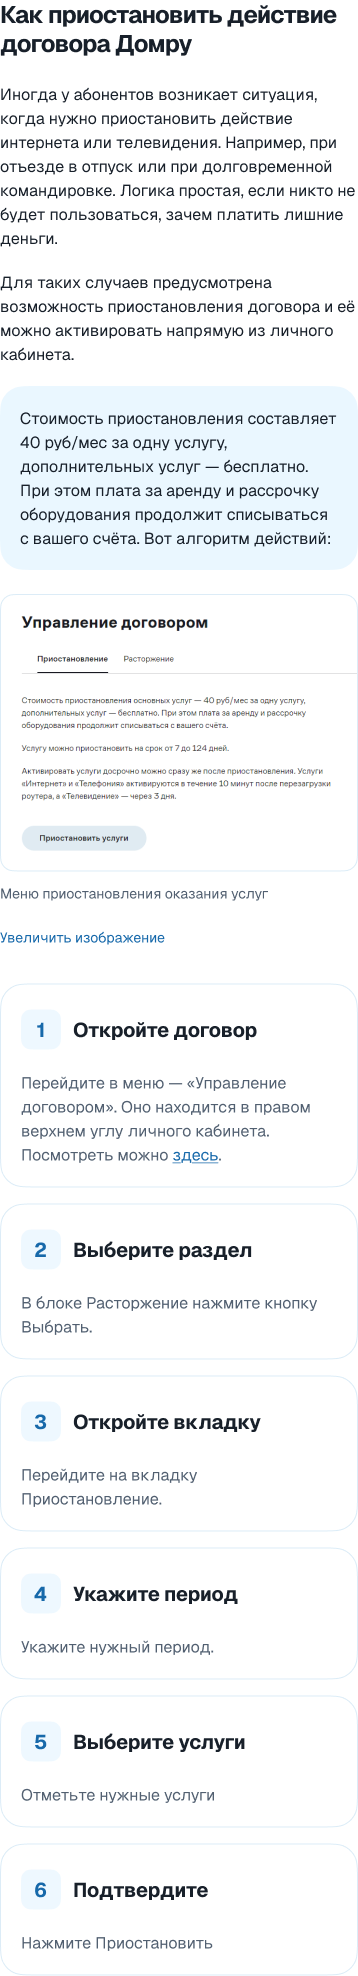 Как приостановить действие
договора Домру
Иногда у абонентов возникает ситуация,
когда нужно приостановить действие
интернета или телевидения. Например, при
отъезде в отпуск или при долговременной
командировке. Логика простая, если никто не
будет пользоваться, зачем платить лишние
деньги.
Для таких случаев предусмотрена
возможность приостановления договора и её
можно активировать напрямую из личного
кабинета.
Стоимость приостановления составляет
40 руб/мес за одну услугу,
дополнительных услуг — бесплатно.
При этом плата за аренду и рассрочку
оборудования продолжит списываться
с вашего счёта. Вот алгоритм действий:
Управление договором
Приостановление Расторжение
Стоимость приостановления основных услуг — 40 руб/мес за одну услугу,
дополнительных услуг — бесплатно. При этом плата за аренду и рассрочку
оборудования продолжит списываться с вашего счёта.
Услугу можно приостановить на срок от 7 до 124 дней.
Активировать услуги досрочно можно сразу же после приостановления. Услуги
«Интернет» и «Телефония» активируются в течение 10 минут после перезагрузки
роутера, а «Телевидение» — через 3 дня.
Приостановить услуги
Меню приостановления оказания услуг
Увеличить изображение
1 Откройте договор
Перейдите в меню — «Управление
договором». Оно находится в правом
верхнем углу личного кабинета.
Посмотреть можно здесь.
2 Выберите раздел
В блоке Расторжение нажмите кнопку
Выбрать.
3 Откройте вкладку
Перейдите на вкладку
Приостановление.
4 Укажите период
Укажите нужный период.
5 Выберите услуги
Отметьте нужные услуги
6 Подтвердите
Нажмите Приостановить